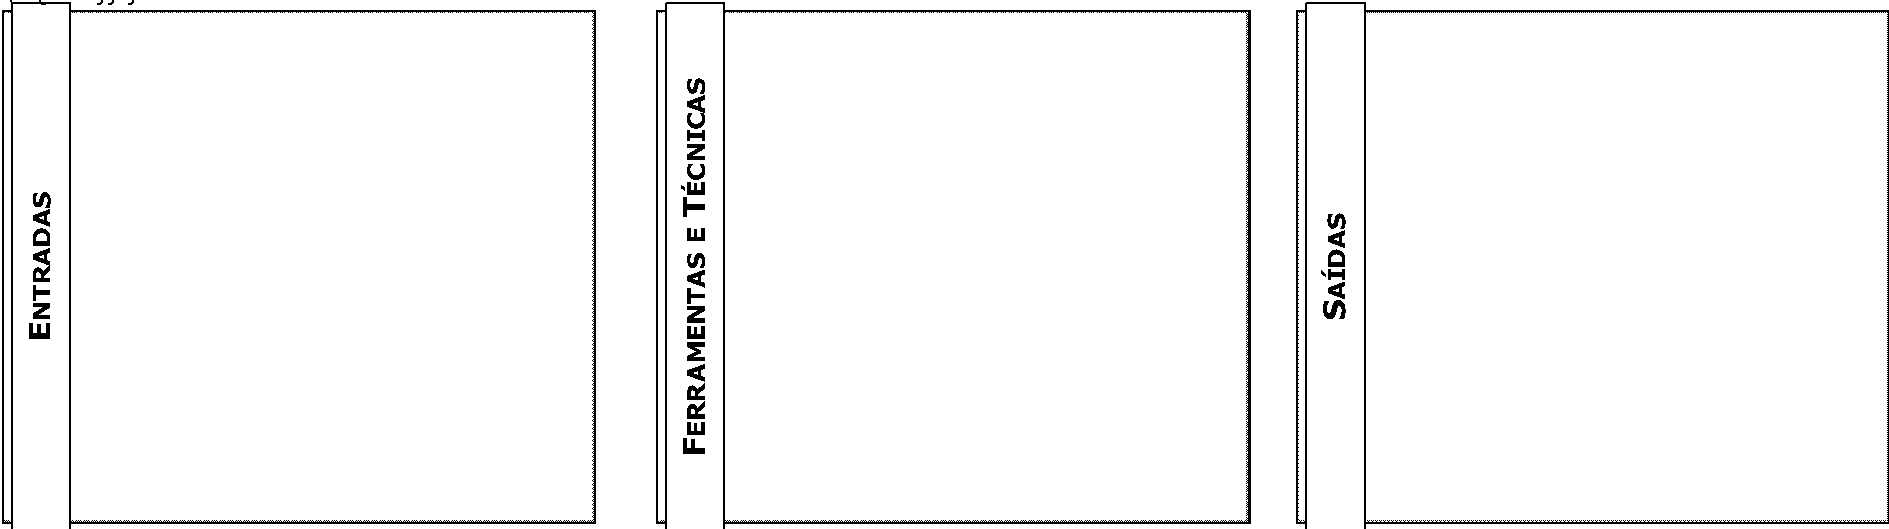 ENTRADAS
FERRAMENTAS E TÉCNICAS
SAÍDAS